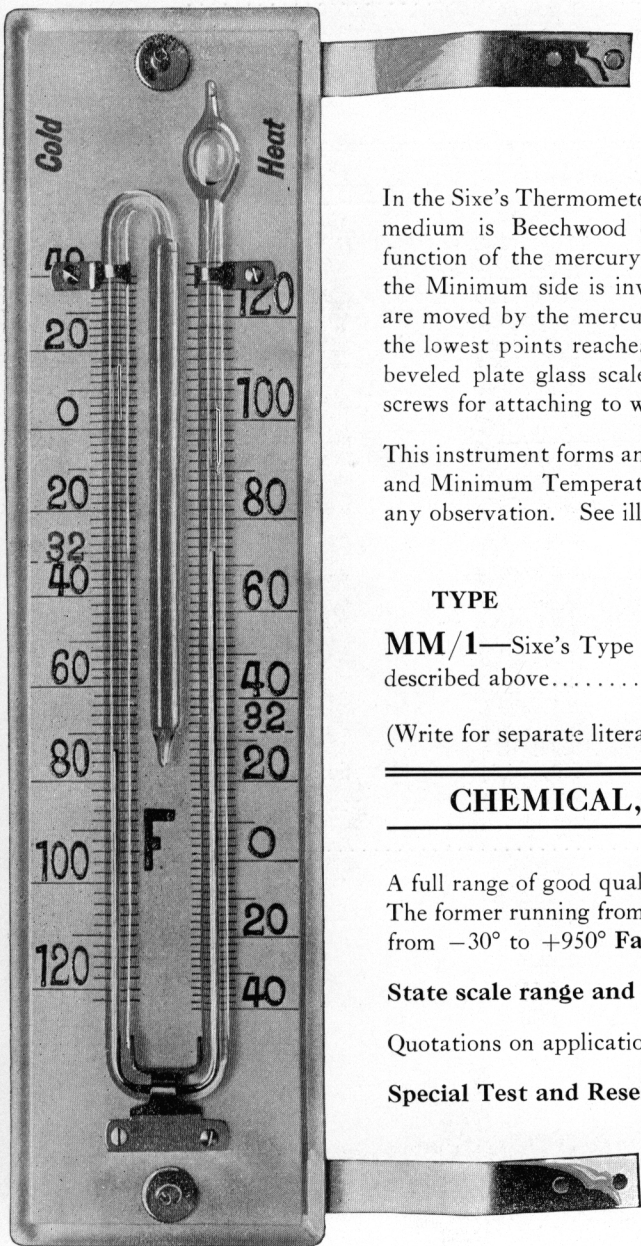 Cold
Heat
40
20
0
20
32
40
60
80
100
120
120
100
80
60
40
32
20
0
20
40
F
In the Sixe's Thermomete
medium is Beechwood
function of the mercury
the Minimum side is inv
are moved by the mercu
the lowest points reache
beveled plate glass scale
screws for attaching to w
This instrument forms an
and Minimum Temperat
any observation. See ill
TYPE
MM/1—Sixe's Type
described above........
(Write for separate litera
CHEMICAL,
A full range of good qual
The former running from
from −30° to +950° Fa
State scale range and
Quotations on applicatio
Special Test and Rese